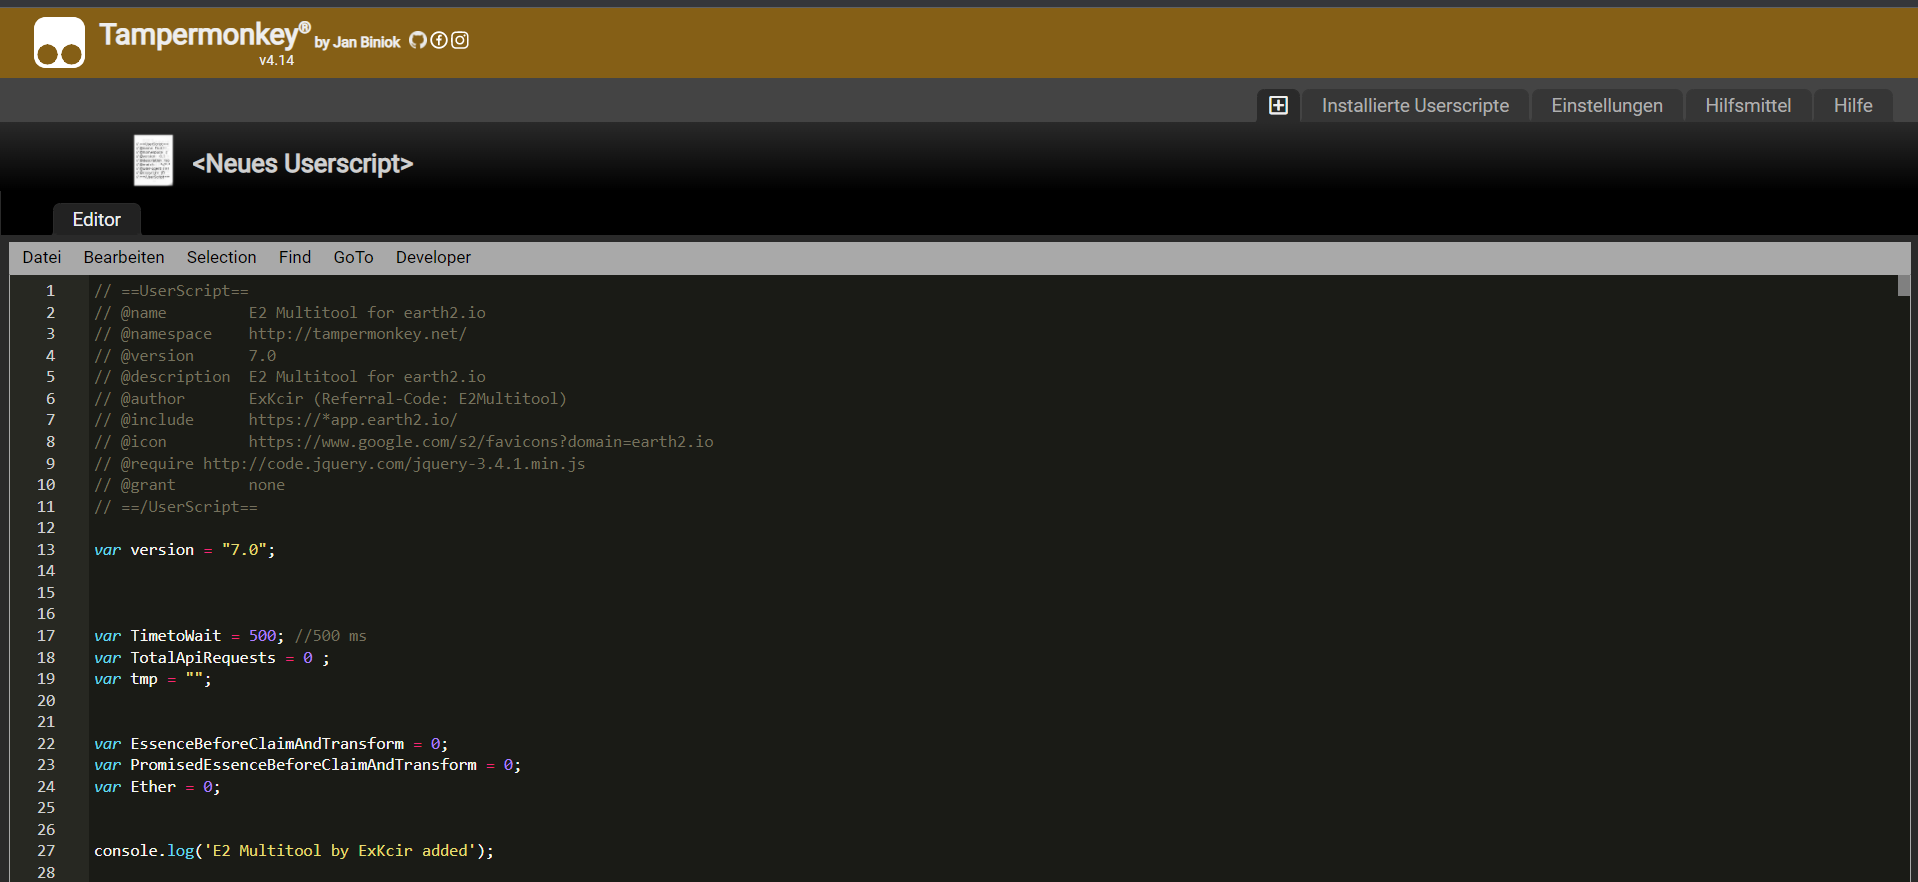 Tampermonkey® by Jan Biniok
v4.14
Installierte Userscripte Einstellungen Hilfsmittel Hilfe
<Neues Userscript>
Editor
Datei Bearbeiten Selection Find GoTo Developer
1 // ==UserScript==
2 // @name         E2 Multitool for earth2.io
3 // @namespace    http://tampermonkey.net/
4 // @version      7.0
5 // @description  E2 Multitool for earth2.io
6 // @author       ExKcir (Referral-Code: E2Multitool)
7 // @include      https://*app.earth2.io/
8 // @icon         https://www.google.com/s2/favicons?domain=earth2.io
9 // @require http://code.jquery.com/jquery-3.4.1.min.js
10 // @grant        none
11 // ==/UserScript==
12
13 var version = "7.0";
14
15
16
17 var TimetoWait = 500; //500 ms
18 var TotalApiRequests = 0 ;
19 var tmp = "";
20
21
22 var EssenceBeforeClaimAndTransform = 0;
23 var PromisedEssenceBeforeClaimAndTransform = 0;
24 var Ether = 0;
25
26
27 console.log('E2 Multitool by ExKcir added');
28